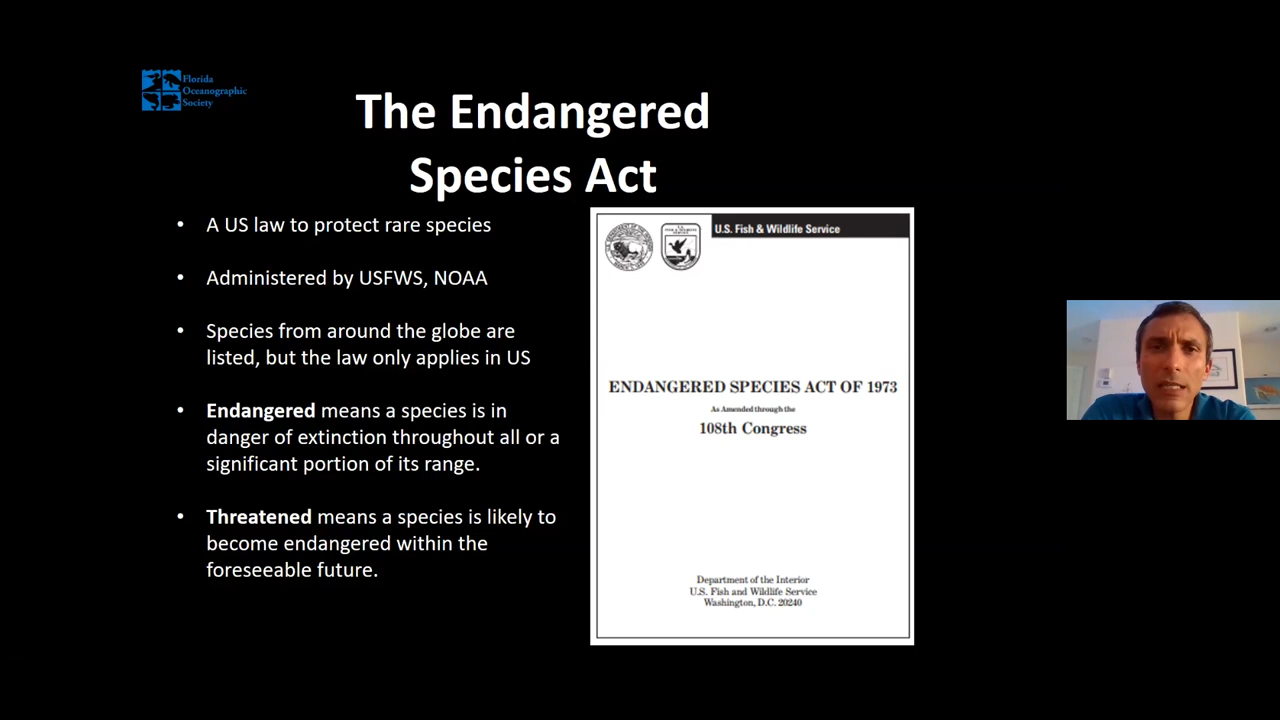 Florida
Oceanographic
Society
The Endangered
Species Act
• A US law to protect rare species
• Administered by USFWS, NOAA
• Species from around the globe are
listed, but the law only applies in US
• Endangered means a species is in
danger of extinction throughout all or a
significant portion of its range.
• Threatened means a species is likely to
become endangered within the
foreseeable future.
U.S. Fish & Wildlife Service
ENDANGERED SPECIES ACT OF 1973
As Amended through the
108th Congress
Department of the Interior
U.S. Fish and Wildlife Service
Washington, D.C. 20240